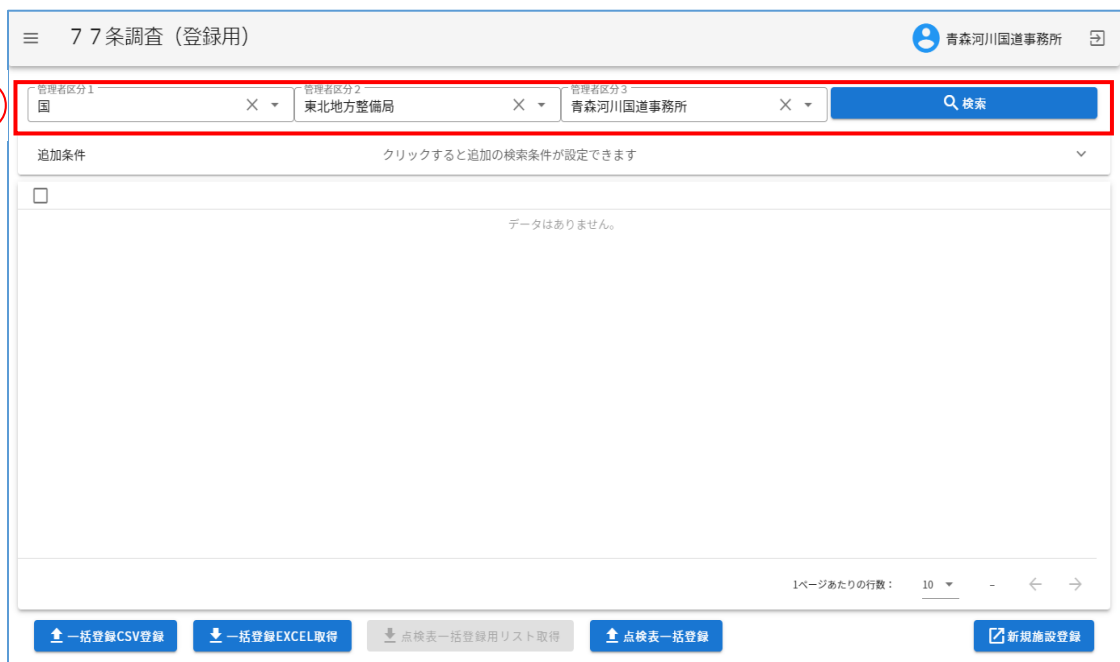 ７７条調査（登録用）
青森河川国道事務所
管理者区分１
国
管理者区分２
東北地方整備局
管理者区分３
青森河川国道事務所
検索
追加条件
クリックすると追加の検索条件が設定できます
データはありません。
1ページあたりの行数：
10
–
一括登録CSV登録
一括登録EXCEL取得
点検表一括登録用リスト取得
点検表一括登録
新規施設登録